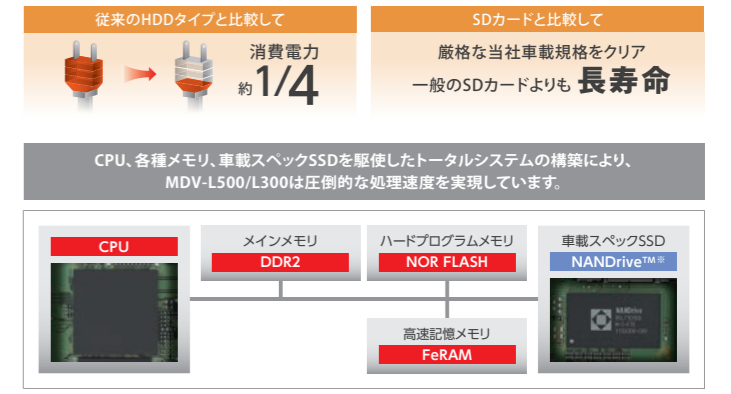 従来のHDDタイプと比較して
消費電力
約1/4
SDカードと比較して
厳格な当社車載規格をクリア
一般のSDカードよりも 長寿命
CPU、各種メモリ、車載スペックSSDを駆使したトータルシステムの構築により、
MDV-L500/L300は圧倒的な処理速度を実現しています。
CPU
メインメモリ
DDR2
ハードプログラムメモリ
NOR FLASH
車載スペックSSD
NANDrive™※
NANDrive
高速記憶メモリ
FeRAM